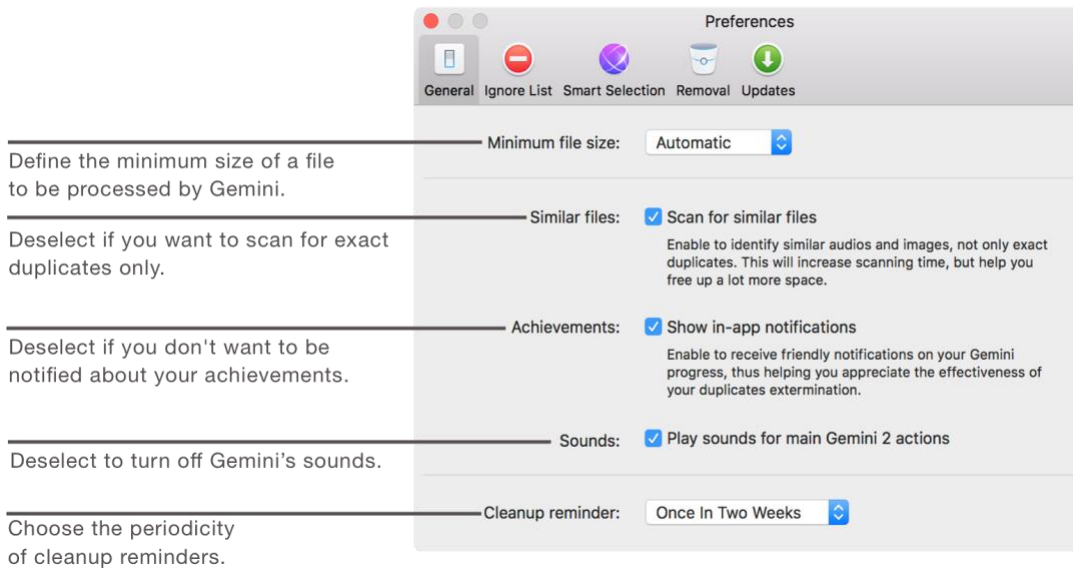 Preferences
General Ignore List Smart Selection Removal Updates
Minimum file size: Automatic
Define the minimum size of a file
to be processed by Gemini.
Similar files: Scan for similar files
Enable to identify similar audios and images, not only exact
duplicates. This will increase scanning time, but help you
free up a lot more space.
Deselect if you want to scan for exact
duplicates only.
Achievements: Show in-app notifications
Enable to receive friendly notifications on your Gemini
progress, thus helping you appreciate the effectiveness of
your duplicates extermination.
Deselect if you don't want to be
notified about your achievements.
Sounds: Play sounds for main Gemini 2 actions
Deselect to turn off Gemini’s sounds.
Cleanup reminder: Once In Two Weeks
Choose the periodicity
of cleanup reminders.